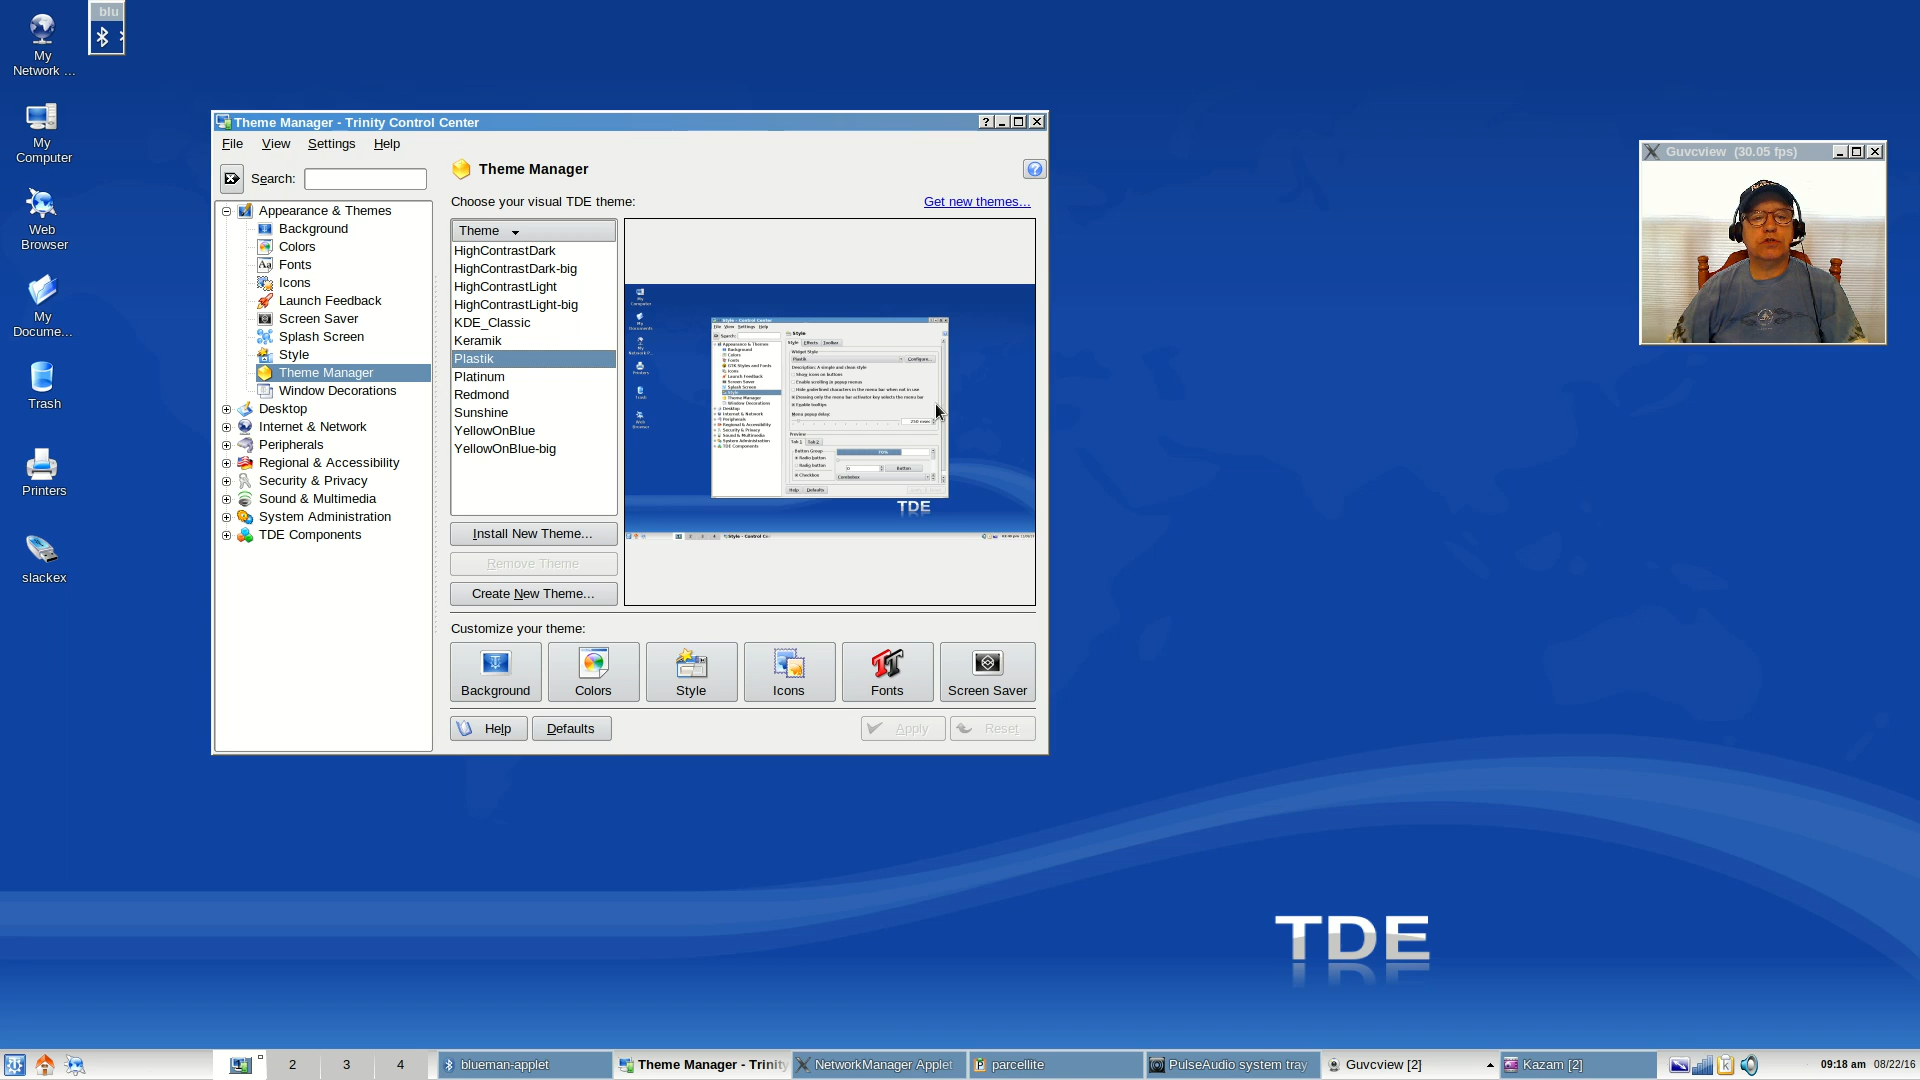 My
Network ...
blu
My
Computer
Web
Browser
My
Docume...
Trash
Printers
slackex
Theme Manager - Trinity Control Center
File View Settings Help
Search:
Appearance & Themes
Background
Colors
Fonts
Icons
Launch Feedback
Screen Saver
Splash Screen
Style
Theme Manager
Window Decorations
Desktop
Internet & Network
Peripherals
Regional & Accessibility
Security & Privacy
Sound & Multimedia
System Administration
TDE Components
Theme Manager
Choose your visual TDE theme:
Get new themes...
Theme
HighContrastDark
HighContrastDark-big
HighContrastLight
HighContrastLight-big
KDE_Classic
Keramik
Plastik
Platinum
Redmond
Sunshine
YellowOnBlue
YellowOnBlue-big
Install New Theme...
Remove Theme
Create New Theme...
TDE
Customize your theme:
Background
Colors
Style
Icons
Fonts
Screen Saver
Help
Defaults
Apply
Reset
Guvcview (30.05 fps)
TDE
2
3
4
blueman-applet
Theme Manager - Trinity
NetworkManager Applet
parcellite
PulseAudio system tray
Guvcview [2]
Kazam [2]
09:18 am
08/22/16